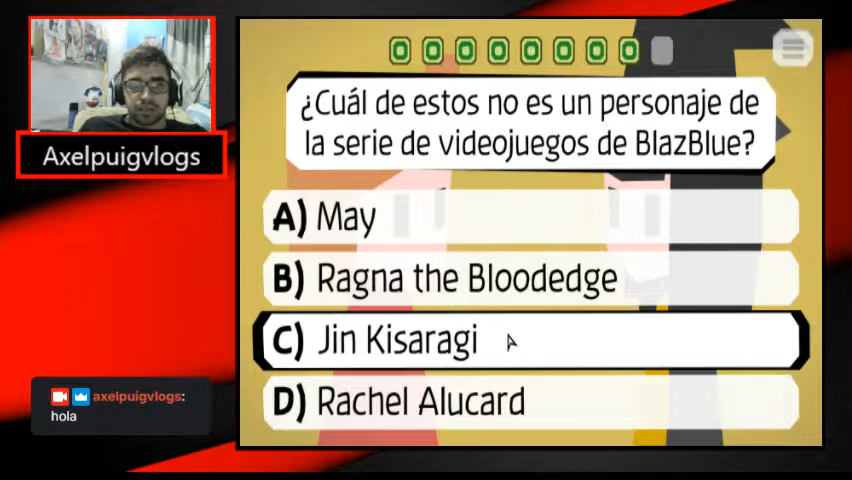 ¿Cuál de estos no es un personaje de
la serie de videojuegos de BlazBlue?
Axelpuigvlogs
A) May
B) Ragna the Bloodedge
C) Jin Kisaragi
D) Rachel Alucard
axelpuigvlogs:
hola